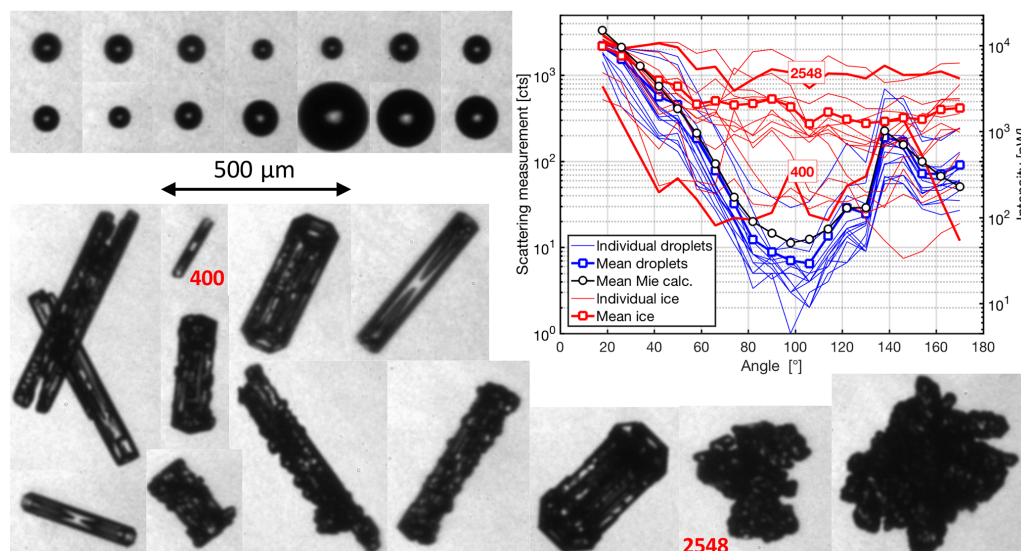 500 µm
400
2548
10³
10²
10¹
10⁰
Scattering measurement [cts]
2548
400
Individual droplets
Mean droplets
Mean Mie calc.
Individual ice
Mean ice
0 20 40 60 80 100 120 140 160 180
Angle [°]
10⁴
10³
10²
10¹
Intensity [nW]